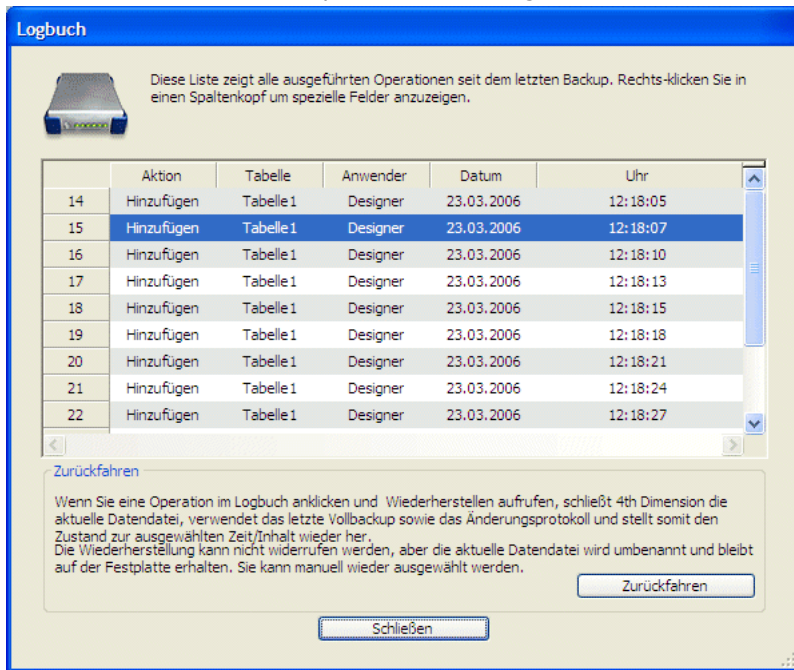 Logbuch
Diese Liste zeigt alle ausgeführten Operationen seit dem letzten Backup. Rechts-klicken Sie in
einen Spaltenkopf um spezielle Felder anzuzeigen.
Aktion Tabelle Anwender Datum Uhr
14 Hinzufügen Tabelle1 Designer 23.03.2006 12:18:05
15 Hinzufügen Tabelle1 Designer 23.03.2006 12:18:07
16 Hinzufügen Tabelle1 Designer 23.03.2006 12:18:10
17 Hinzufügen Tabelle1 Designer 23.03.2006 12:18:13
18 Hinzufügen Tabelle1 Designer 23.03.2006 12:18:15
19 Hinzufügen Tabelle1 Designer 23.03.2006 12:18:18
20 Hinzufügen Tabelle1 Designer 23.03.2006 12:18:21
21 Hinzufügen Tabelle1 Designer 23.03.2006 12:18:24
22 Hinzufügen Tabelle1 Designer 23.03.2006 12:18:27
Zurückfahren
Wenn Sie eine Operation im Logbuch anklicken und Wiederherstellen aufrufen, schließt 4th Dimension die
aktuelle Datendatei, verwendet das letzte Vollbackup sowie das Änderungsprotokoll und stellt somit den
Zustand zur ausgewählten Zeit/Inhalt wieder her.
Die Wiederherstellung kann nicht widerrufen werden, aber die aktuelle Datendatei wird umbenannt und bleibt
auf der Festplatte erhalten. Sie kann manuell wieder ausgewählt werden.
Zurückfahren
Schließen